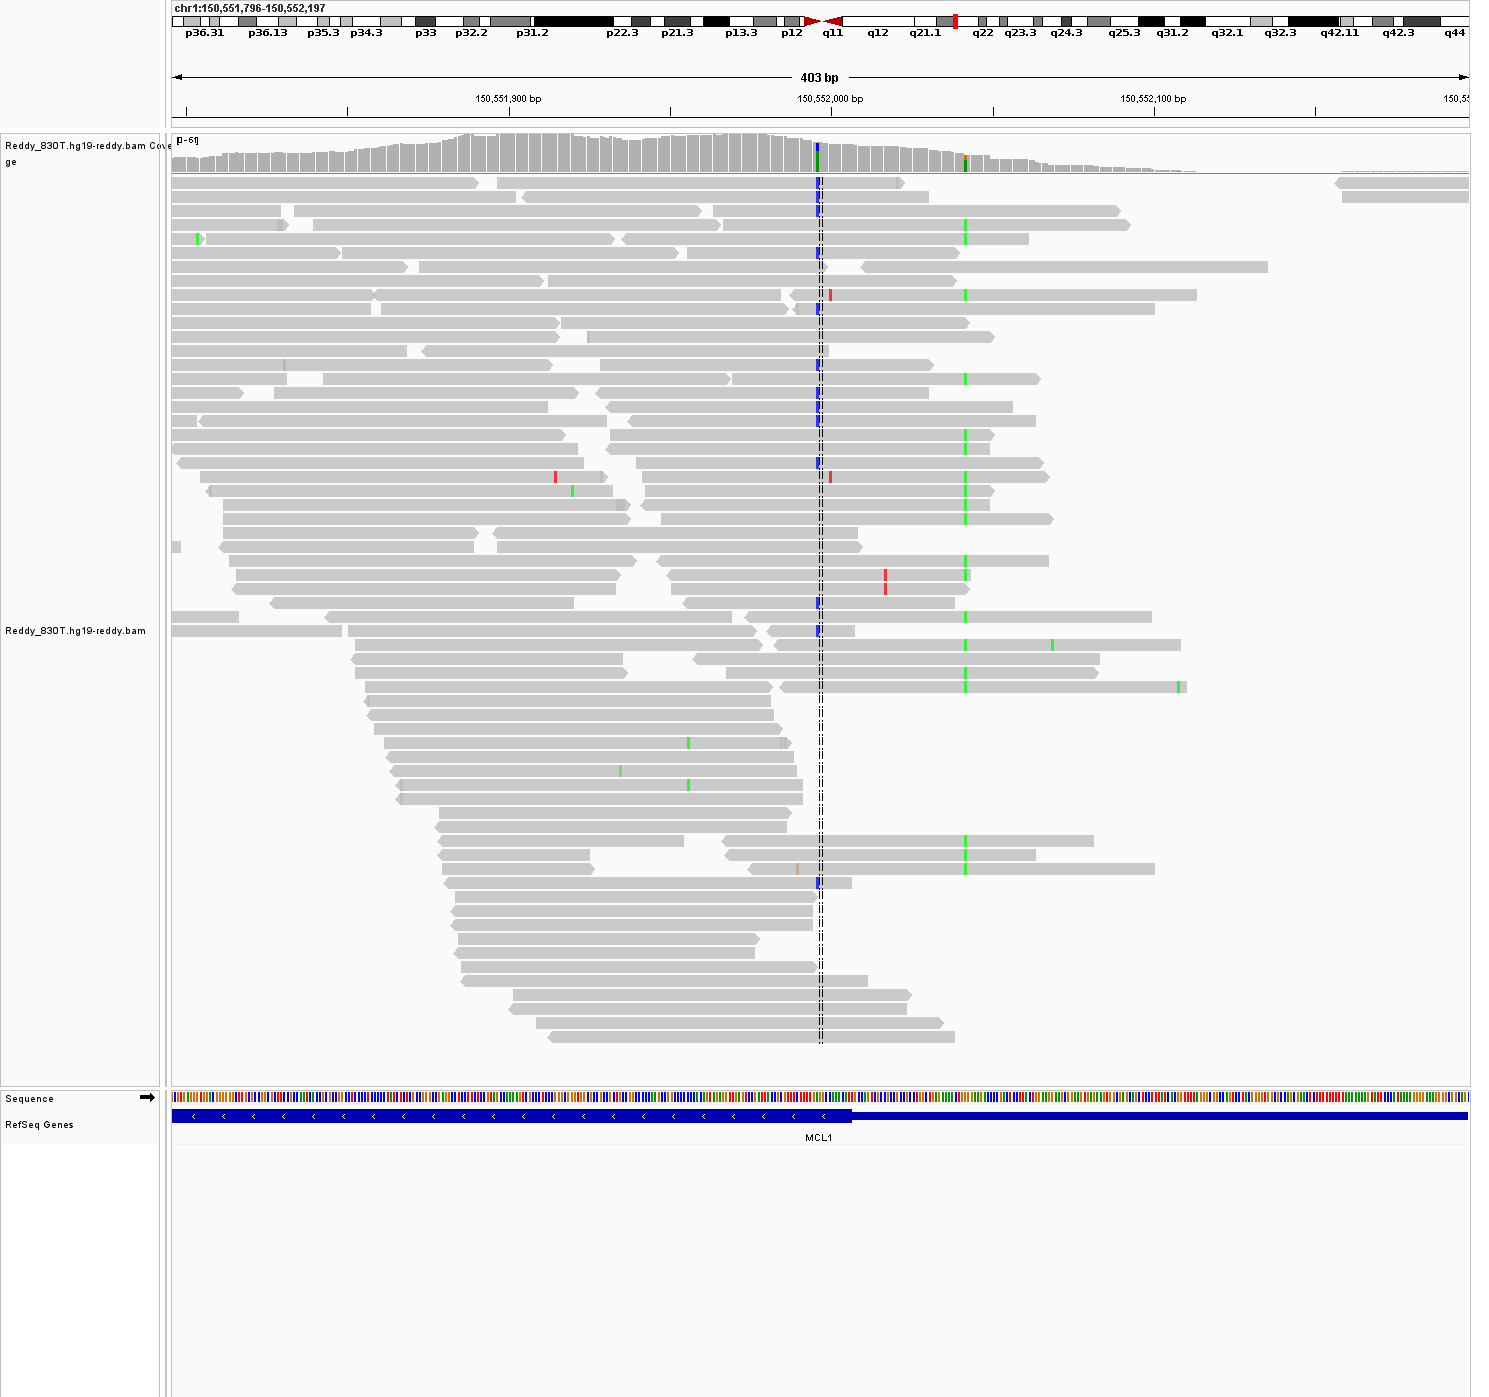 chr1:150,551,796-150,552,197
p36.31 p36.13 p35.3 p34.3 p33 p32.2 p31.2 p22.3 p21.3 p13.3 p12 q11 q12 q21.1 q22 q23.3 q24.3 q25.3 q31.2 q32.1 q32.3 q42.11 q42.3 q44
403 bp
150,551,900 bp 150,552,000 bp 150,552,100 bp 150,55
Reddy_830T.hg19-reddy.bam Cove
ge
[0-61]
Reddy_830T.hg19-reddy.bam
Sequence
RefSeq Genes
MCL1